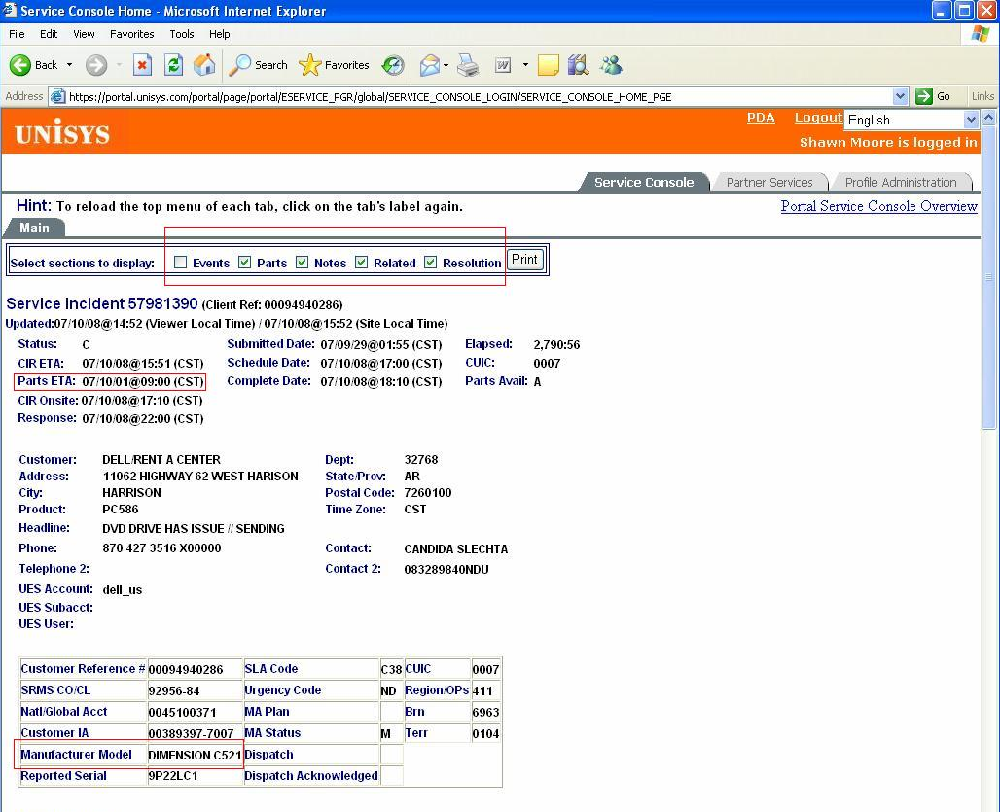 Service Console Home - Microsoft Internet Explorer
File Edit View Favorites Tools Help
Back Search Favorites
Address https://portal.unisys.com/portal/page/portal/ESERVICE_PGR/global/SERVICE_CONSOLE_LOGIN/SERVICE_CONSOLE_HOME_PGE Go Links
UNISYS PDA Logout English
Shawn Moore is logged in
Service Console Partner Services Profile Administration
Hint: To reload the top menu of each tab, click on the tab's label again. Portal Service Console Overview
Main
Select sections to display: Events Parts Notes Related Resolution Print
Service Incident 57981390 (Client Ref: 00094940286)
Updated:07/10/08@14:52 (Viewer Local Time) / 07/10/08@15:52 (Site Local Time)
Status: C Submitted Date: 07/09/29@01:55 (CST) Elapsed: 2,790:56
CIR ETA: 07/10/08@15:51 (CST) Schedule Date: 07/10/08@17:00 (CST) CUIC: 0007
Parts ETA: 07/10/01@09:00 (CST) Complete Date: 07/10/08@18:10 (CST) Parts Avail: A
CIR Onsite: 07/10/08@17:10 (CST)
Response: 07/10/08@22:00 (CST)
Customer: DELL/RENT A CENTER Dept: 32768
Address: 11062 HIGHWAY 62 WEST HARISON State/Prov: AR
City: HARRISON Postal Code: 7260100
Product: PC586 Time Zone: CST
Headline: DVD DRIVE HAS ISSUE // SENDING
Phone: 870 427 3516 X00000 Contact: CANDIDA SLECHTA
Telephone 2: Contact 2: 083289840NDU
UES Account: dell_us
UES Subacct:
UES User:
Customer Reference # 00094940286 SLA Code C38 CUIC 0007
SRMS CO/CL 92956-84 Urgency Code ND Region/OPs 411
Natl/Global Acct 0045100371 MA Plan Brn 6963
Customer IA 00389397-7007 MA Status M Terr 0104
Manufacturer Model DIMENSION C521 Dispatch
Reported Serial 9P22LC1 Dispatch Acknowledged